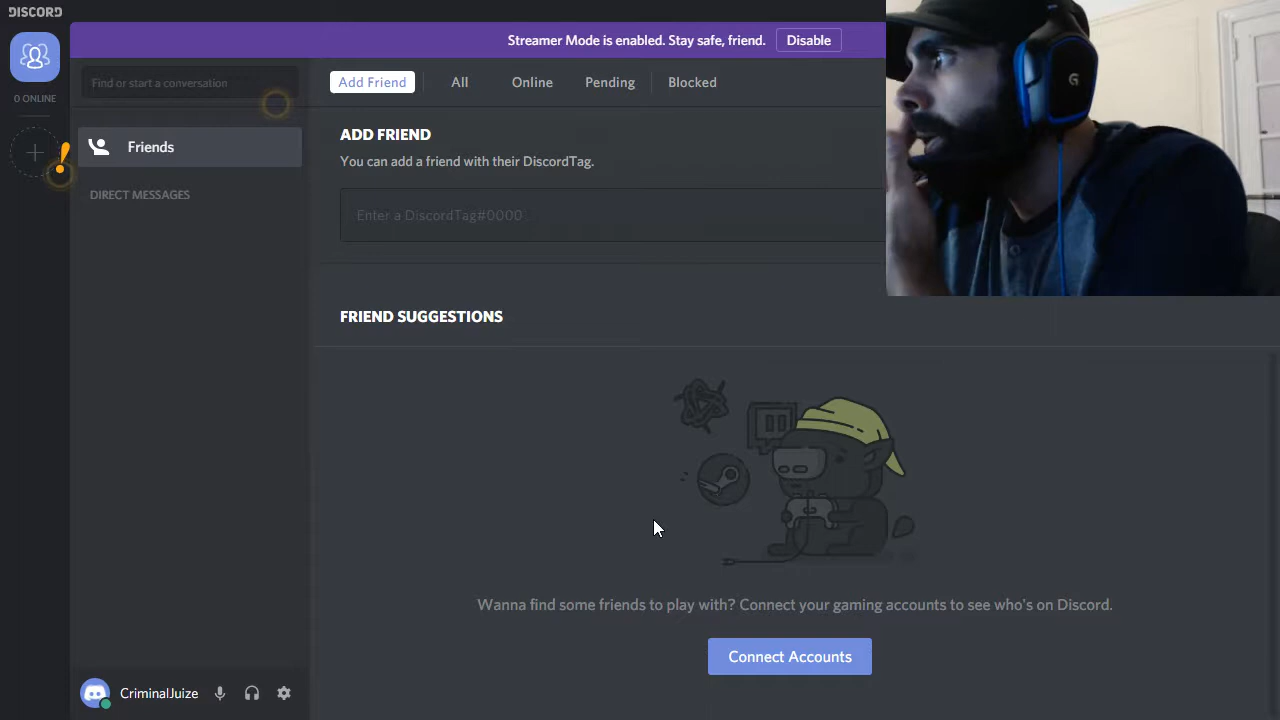 DISCORD
Streamer Mode is enabled. Stay safe, friend.
Disable
Find or start a conversation
Add Friend
All
Online
Pending
Blocked
0 ONLINE
Friends
DIRECT MESSAGES
ADD FRIEND
You can add a friend with their DiscordTag.
Enter a DiscordTag#0000
FRIEND SUGGESTIONS
Wanna find some friends to play with? Connect your gaming accounts to see who's on Discord.
Connect Accounts
CriminalJuize